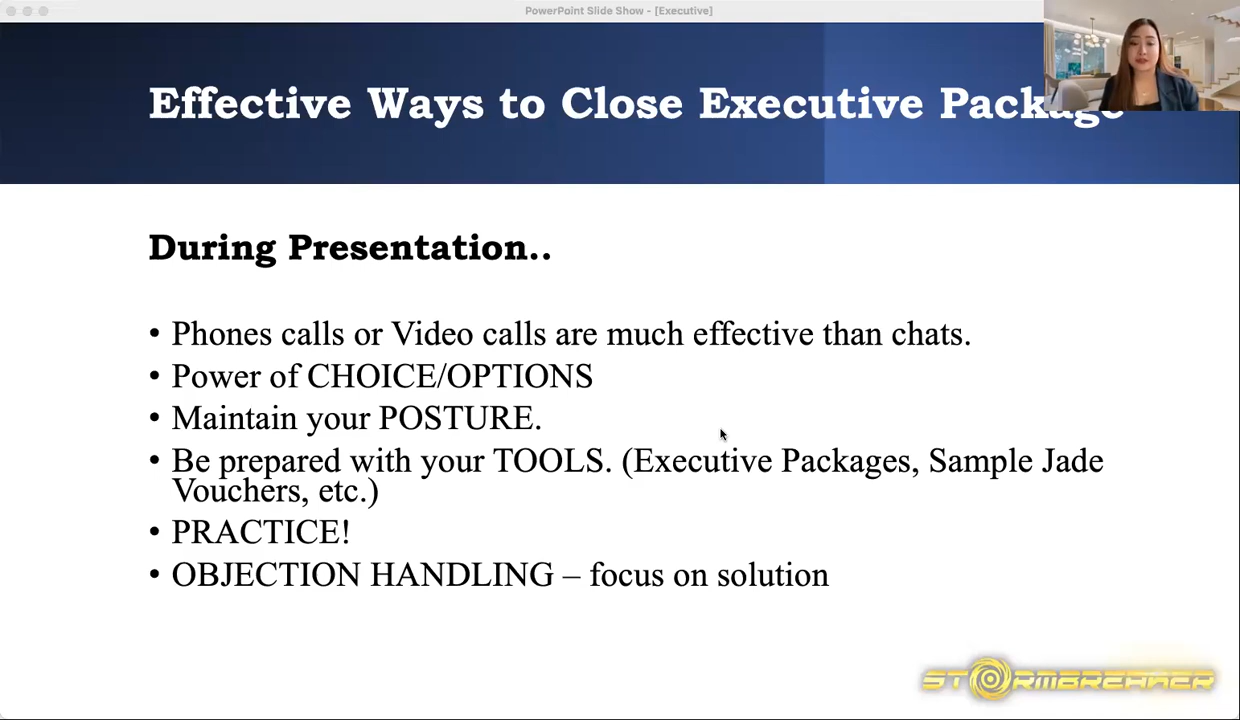 PowerPoint Slide Show - [Executive]
Effective Ways to Close Executive Package
During Presentation..
• Phones calls or Video calls are much effective than chats.
• Power of CHOICE/OPTIONS
• Maintain your POSTURE.
• Be prepared with your TOOLS. (Executive Packages, Sample Jade
Vouchers, etc.)
• PRACTICE!
• OBJECTION HANDLING – focus on solution
STORMBREAKER